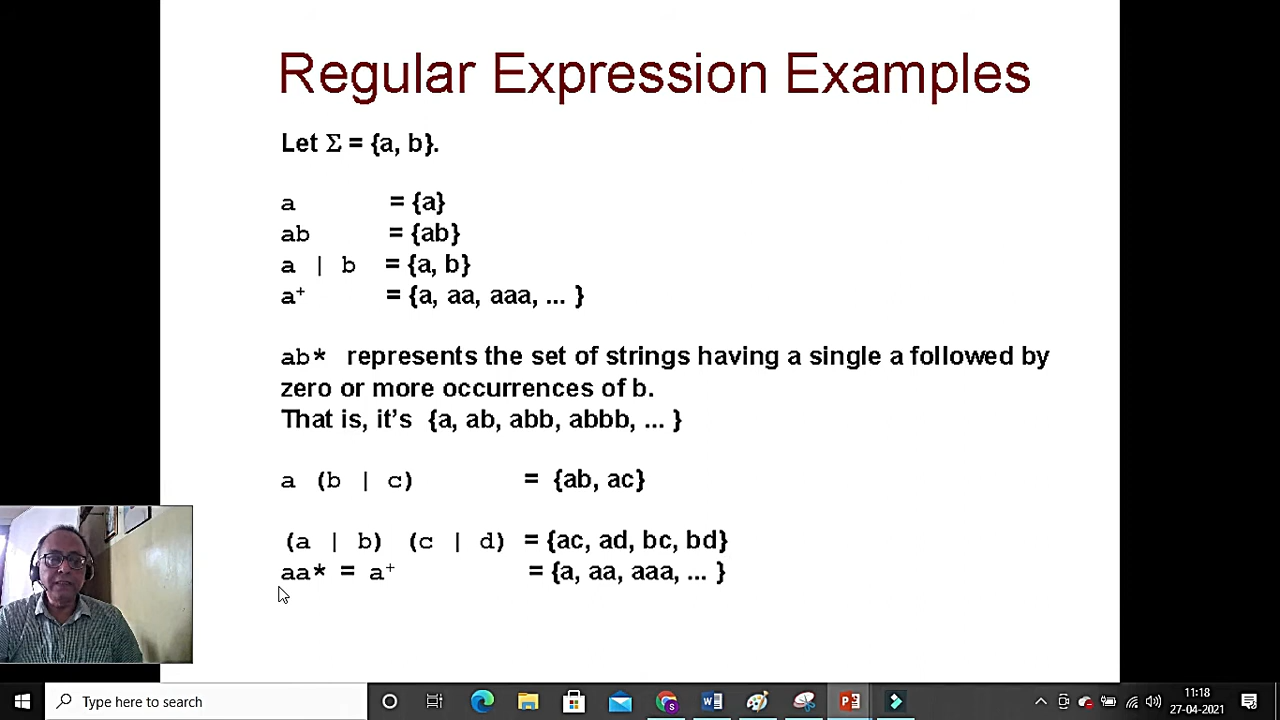 Regular Expression Examples
Let Σ = {a, b}.
a = {a}
ab = {ab}
a | b = {a, b}
a⁺ = {a, aa, aaa, ... }
ab* represents the set of strings having a single a followed by
zero or more occurrences of b.
That is, it's {a, ab, abb, abbb, ... }
a (b | c) = {ab, ac}
(a | b) (c | d) = {ac, ad, bc, bd}
aa* = a⁺ = {a, aa, aaa, ... }
Type here to search
11:18
27-04-2021